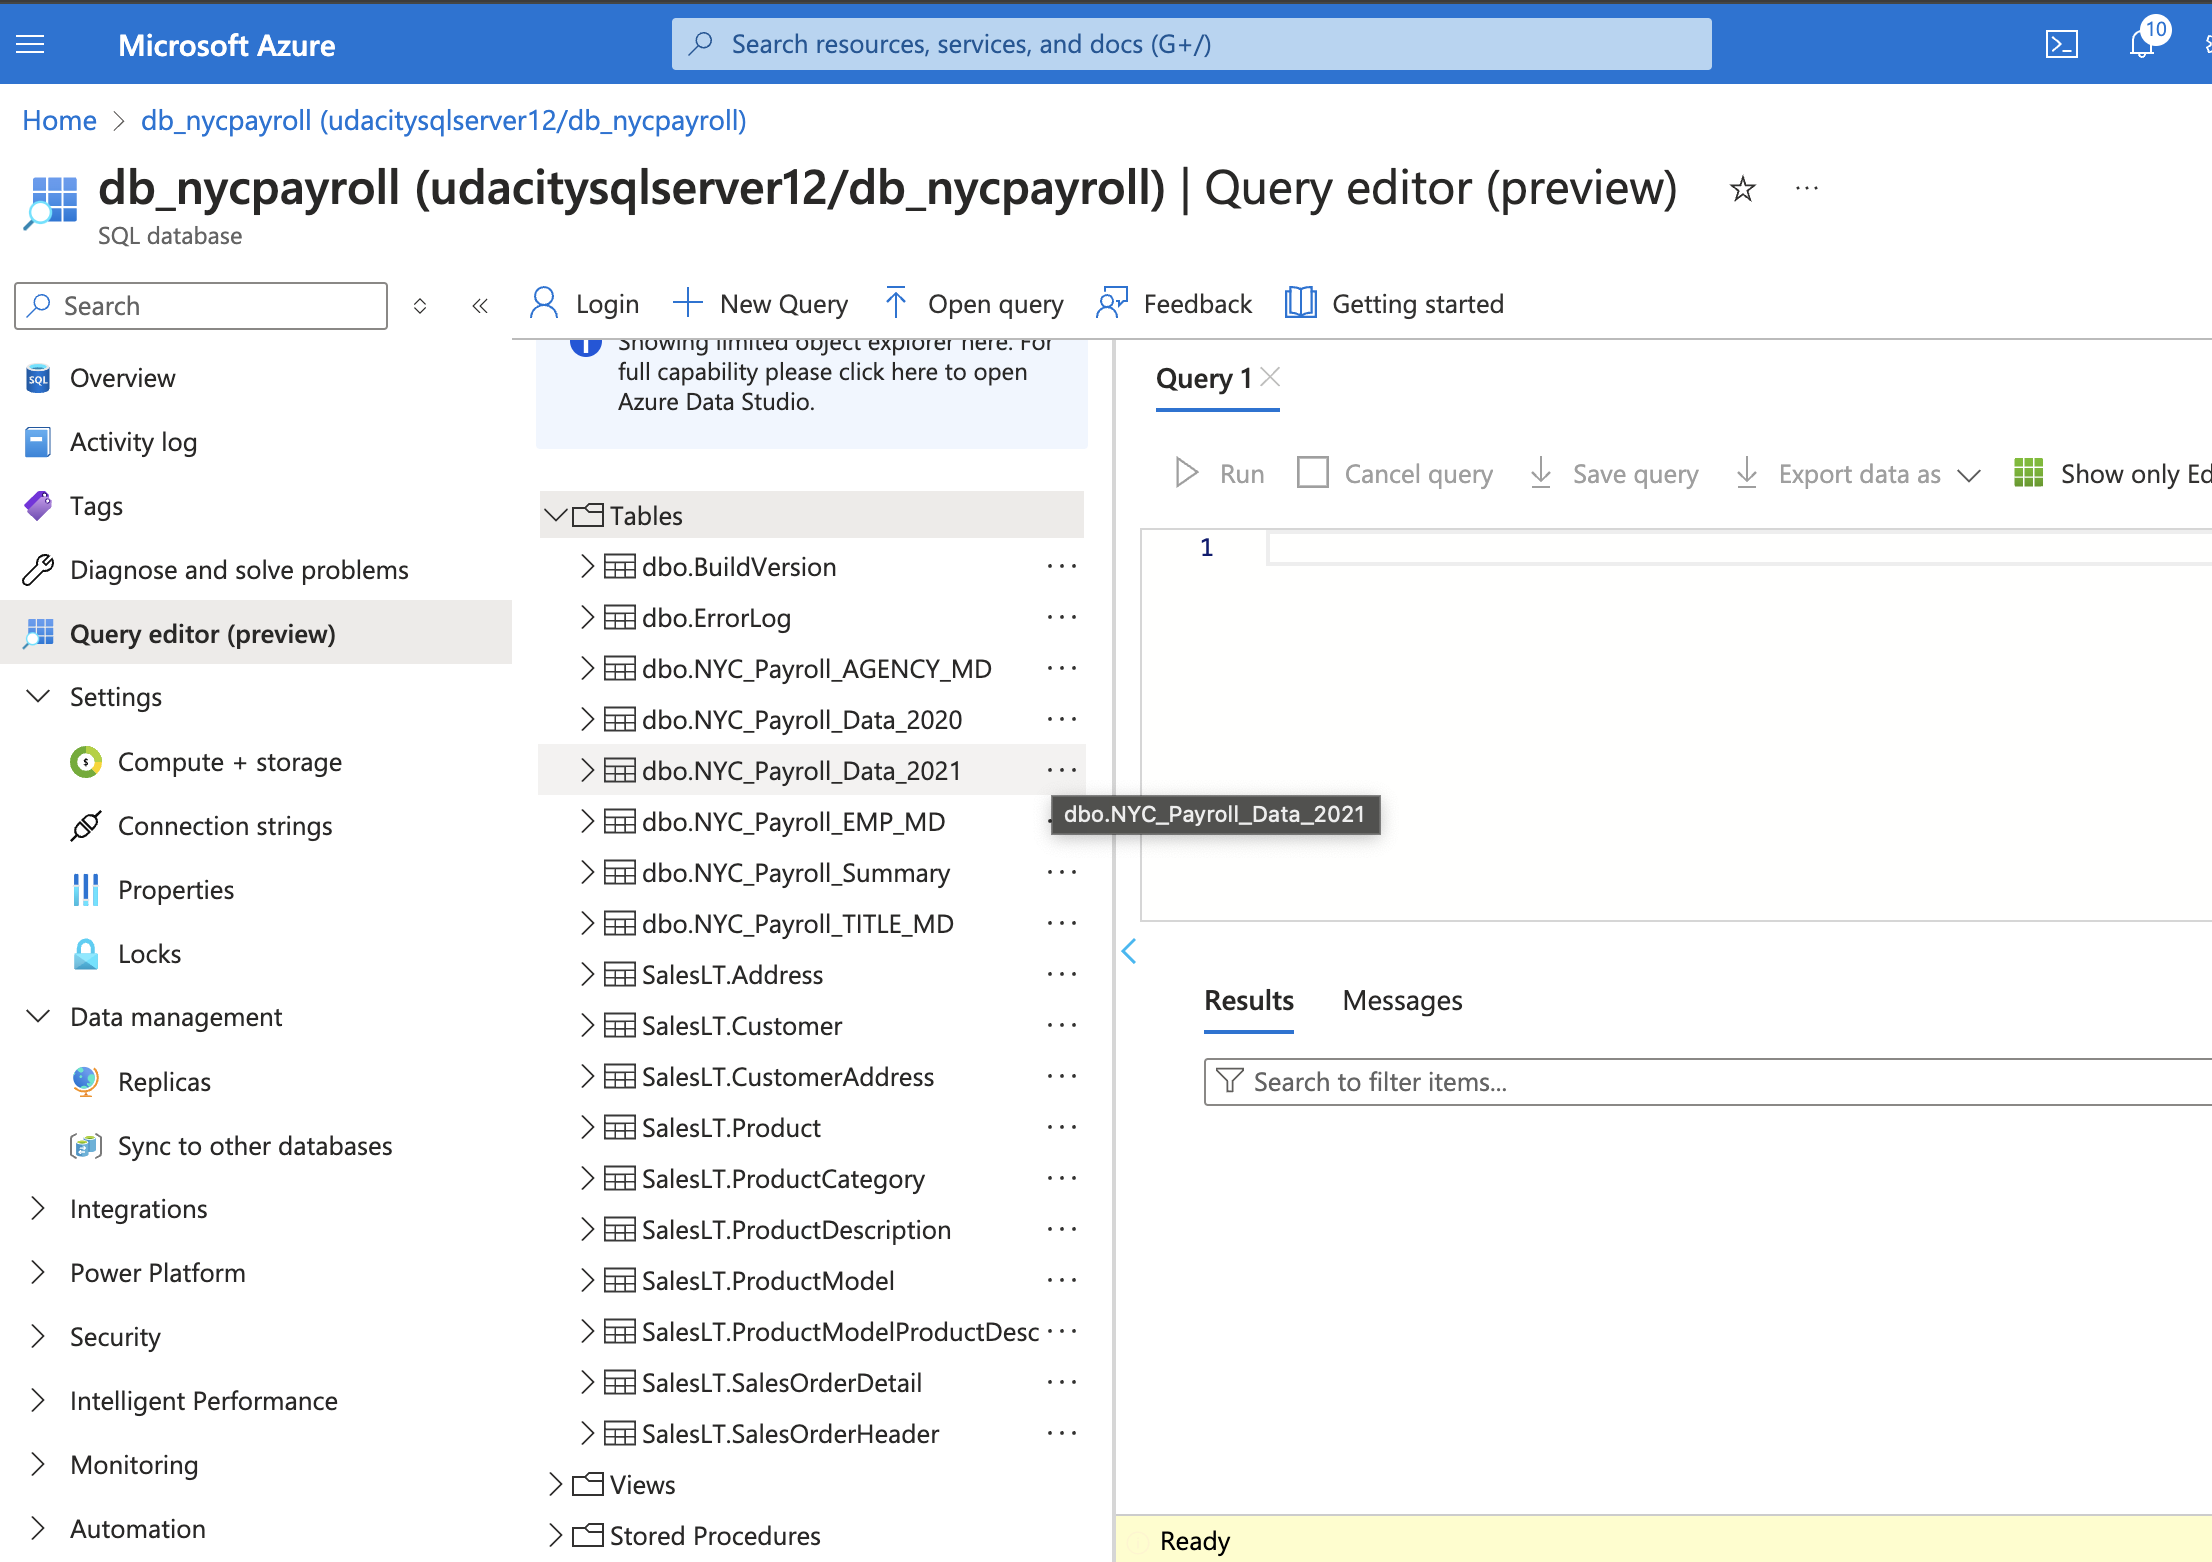 Microsoft Azure
Search resources, services, and docs (G+/)
10
Home > db_nycpayroll (udacitysqlserver12/db_nycpayroll)
db_nycpayroll (udacitysqlserver12/db_nycpayroll) | Query editor (preview)
SQL database
Search
Login
New Query
Open query
Feedback
Getting started
Overview
Activity log
Tags
Diagnose and solve problems
Query editor (preview)
Settings
Compute + storage
Connection strings
Properties
Locks
Data management
Replicas
Sync to other databases
Integrations
Power Platform
Security
Intelligent Performance
Monitoring
Automation
Showing limited object explorer here. For
full capability please click here to open
Azure Data Studio.
Tables
dbo.BuildVersion
dbo.ErrorLog
dbo.NYC_Payroll_AGENCY_MD
dbo.NYC_Payroll_Data_2020
dbo.NYC_Payroll_Data_2021
dbo.NYC_Payroll_Data_2021
dbo.NYC_Payroll_EMP_MD
dbo.NYC_Payroll_Summary
dbo.NYC_Payroll_TITLE_MD
SalesLT.Address
SalesLT.Customer
SalesLT.CustomerAddress
SalesLT.Product
SalesLT.ProductCategory
SalesLT.ProductDescription
SalesLT.ProductModel
SalesLT.ProductModelProductDesc
SalesLT.SalesOrderDetail
SalesLT.SalesOrderHeader
Views
Stored Procedures
Query 1
Run
Cancel query
Save query
Export data as
Show only Ed
1
Results
Messages
Search to filter items...
Ready